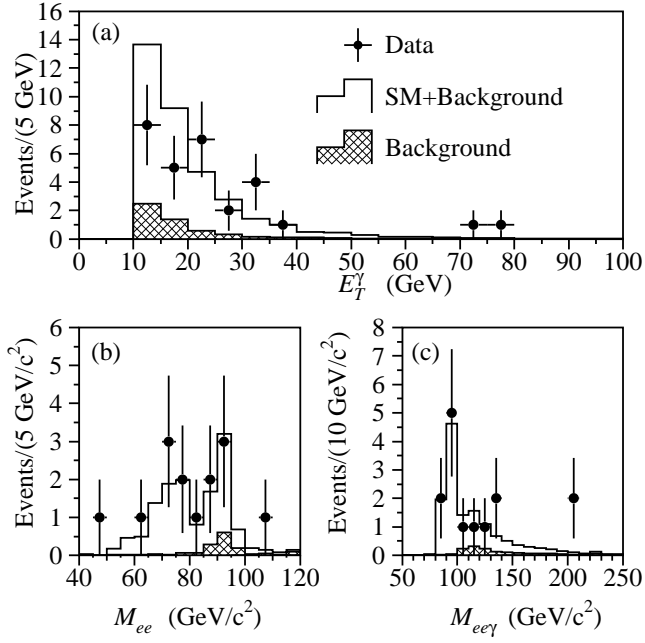 (a)
Data
SM+Background
Background
Events/(5 GeV)
16
14
12
10
8
6
4
2
0
0 10 20 30 40 50 60 70 80 90 100
E_T^γ (GeV)
(b)
Events/(5 GeV/c²)
6
5
4
3
2
1
0
40 60 80 100 120
M_ee (GeV/c²)
(c)
Events/(10 GeV/c²)
8
7
6
5
4
3
2
1
0
50 100 150 200 250
M_eeγ (GeV/c²)